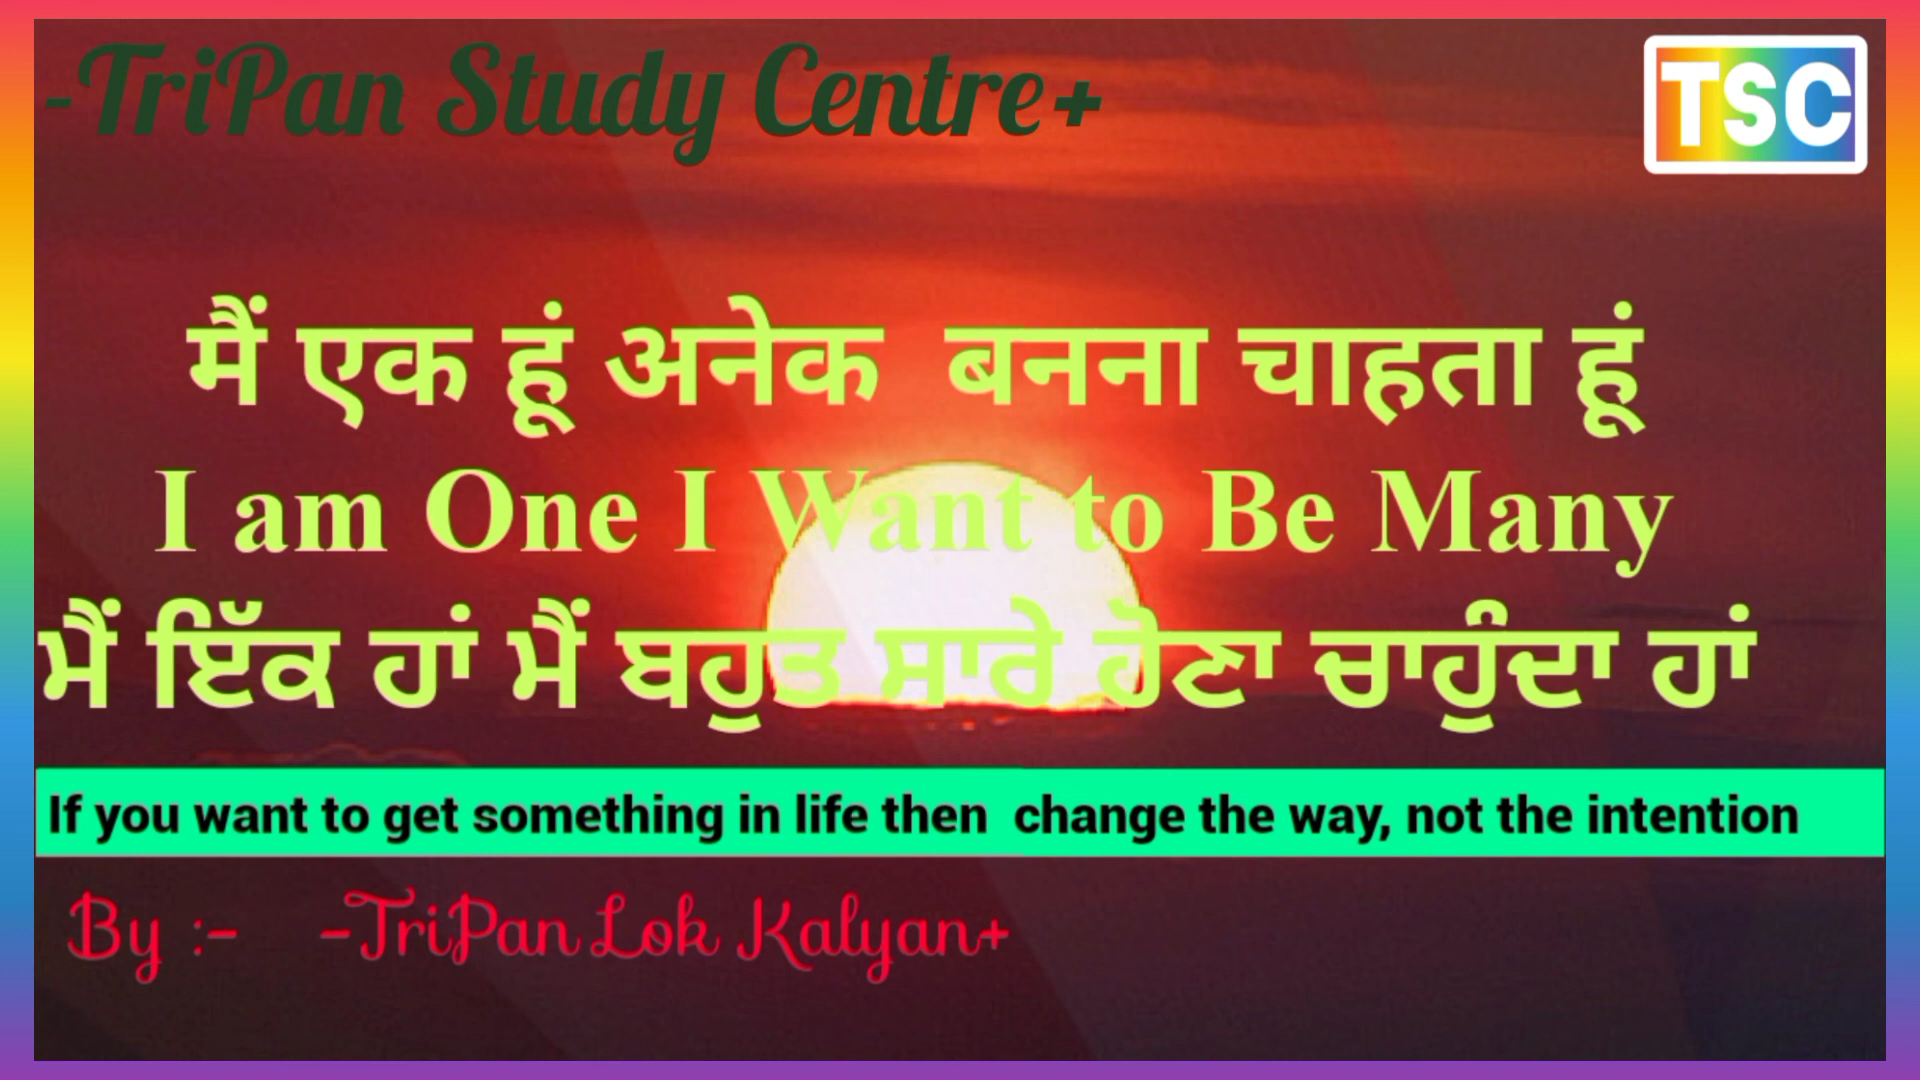 -TriPan Study Centre+
TSC
मैं एक हूं अनेक बनना चाहता हूं
I am One I Want to Be Many
ਮੈਂ ਇੱਕ ਹਾਂ ਮੈਂ ਬਹੁਤ ਸਾਰੇ ਹੋਣਾ ਚਾਹੁੰਦਾ ਹਾਂ
If you want to get something in life then change the way, not the intention
By :- -TriPan Lok Kalyan+